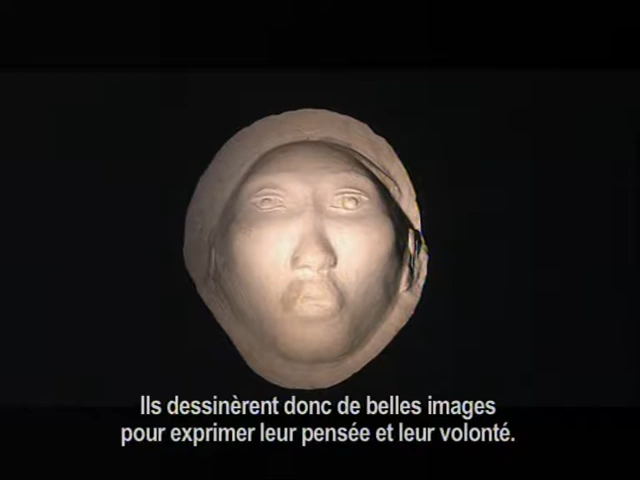 Ils dessinèrent donc de belles images
pour exprimer leur pensée et leur volonté.